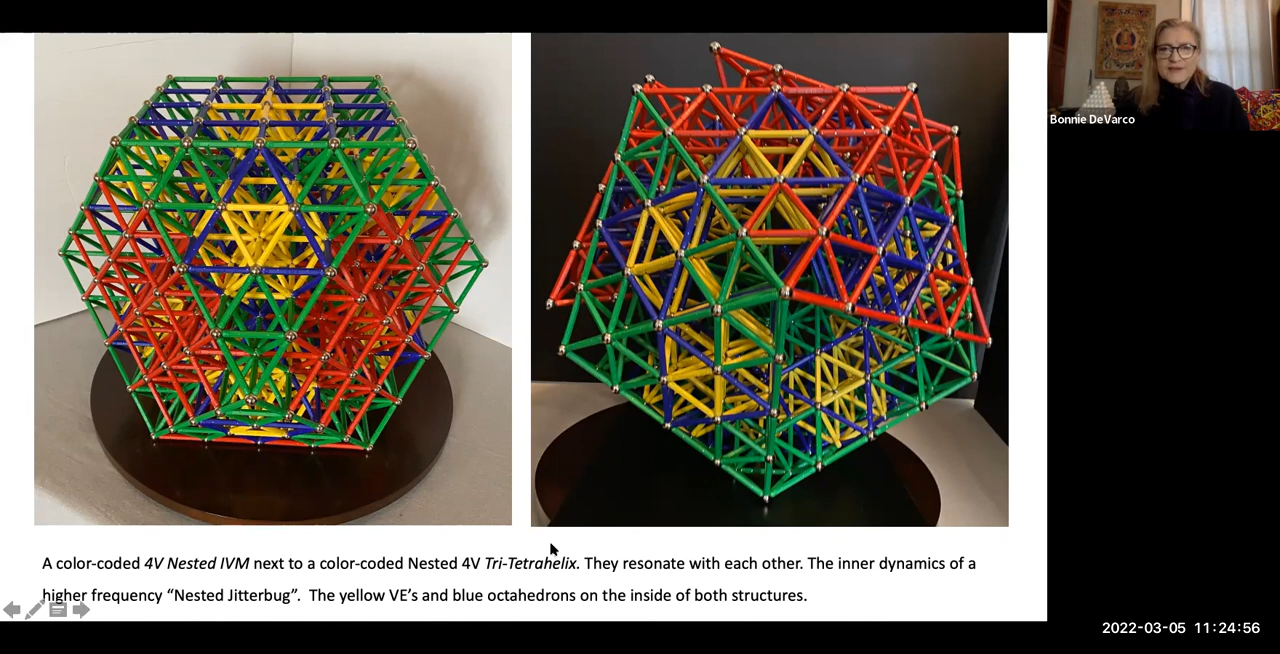 Bonnie DeVarco
A color-coded 4V Nested IVM next to a color-coded Nested 4V Tri-Tetrahelix. They resonate with each other. The inner dynamics of a
higher frequency “Nested Jitterbug”. The yellow VE’s and blue octahedrons on the inside of both structures.
2022-03-05 11:24:56